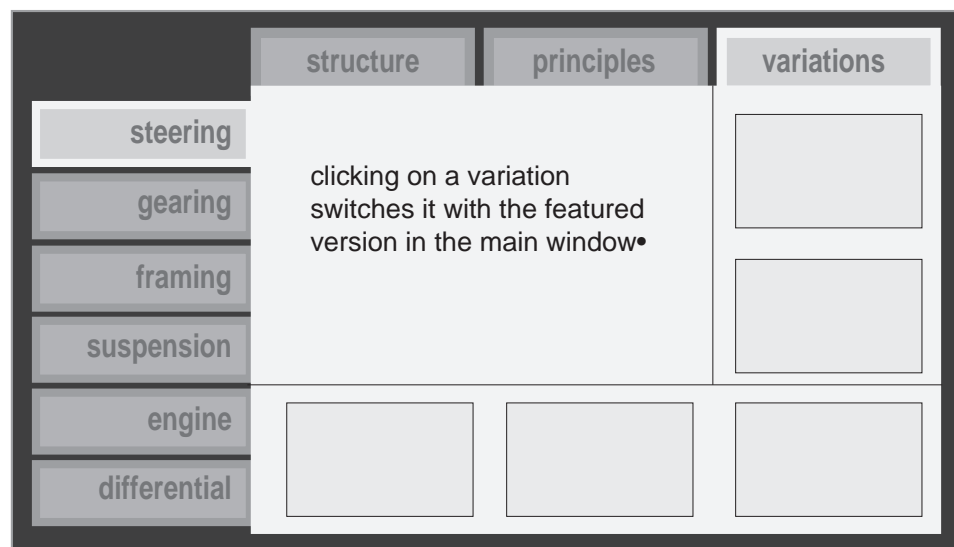 structure
principles
variations
steering
gearing
framing
suspension
engine
differential
clicking on a variation
switches it with the featured
version in the main window•